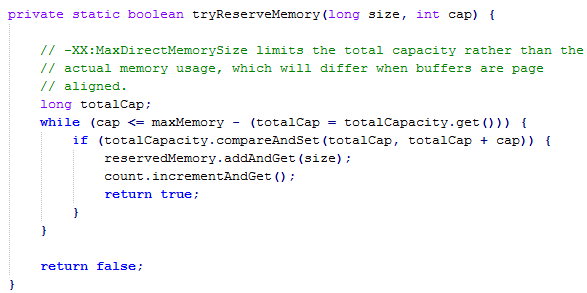 private static boolean tryReserveMemory(long size, int cap) {
// -XX:MaxDirectMemorySize limits the total capacity rather than the
// actual memory usage, which will differ when buffers are page
// aligned.
long totalCap;
while (cap <= maxMemory - (totalCap = totalCapacity.get())) {
if (totalCapacity.compareAndSet(totalCap, totalCap + cap)) {
reservedMemory.addAndGet(size);
count.incrementAndGet();
return true;
}
}
return false;
}